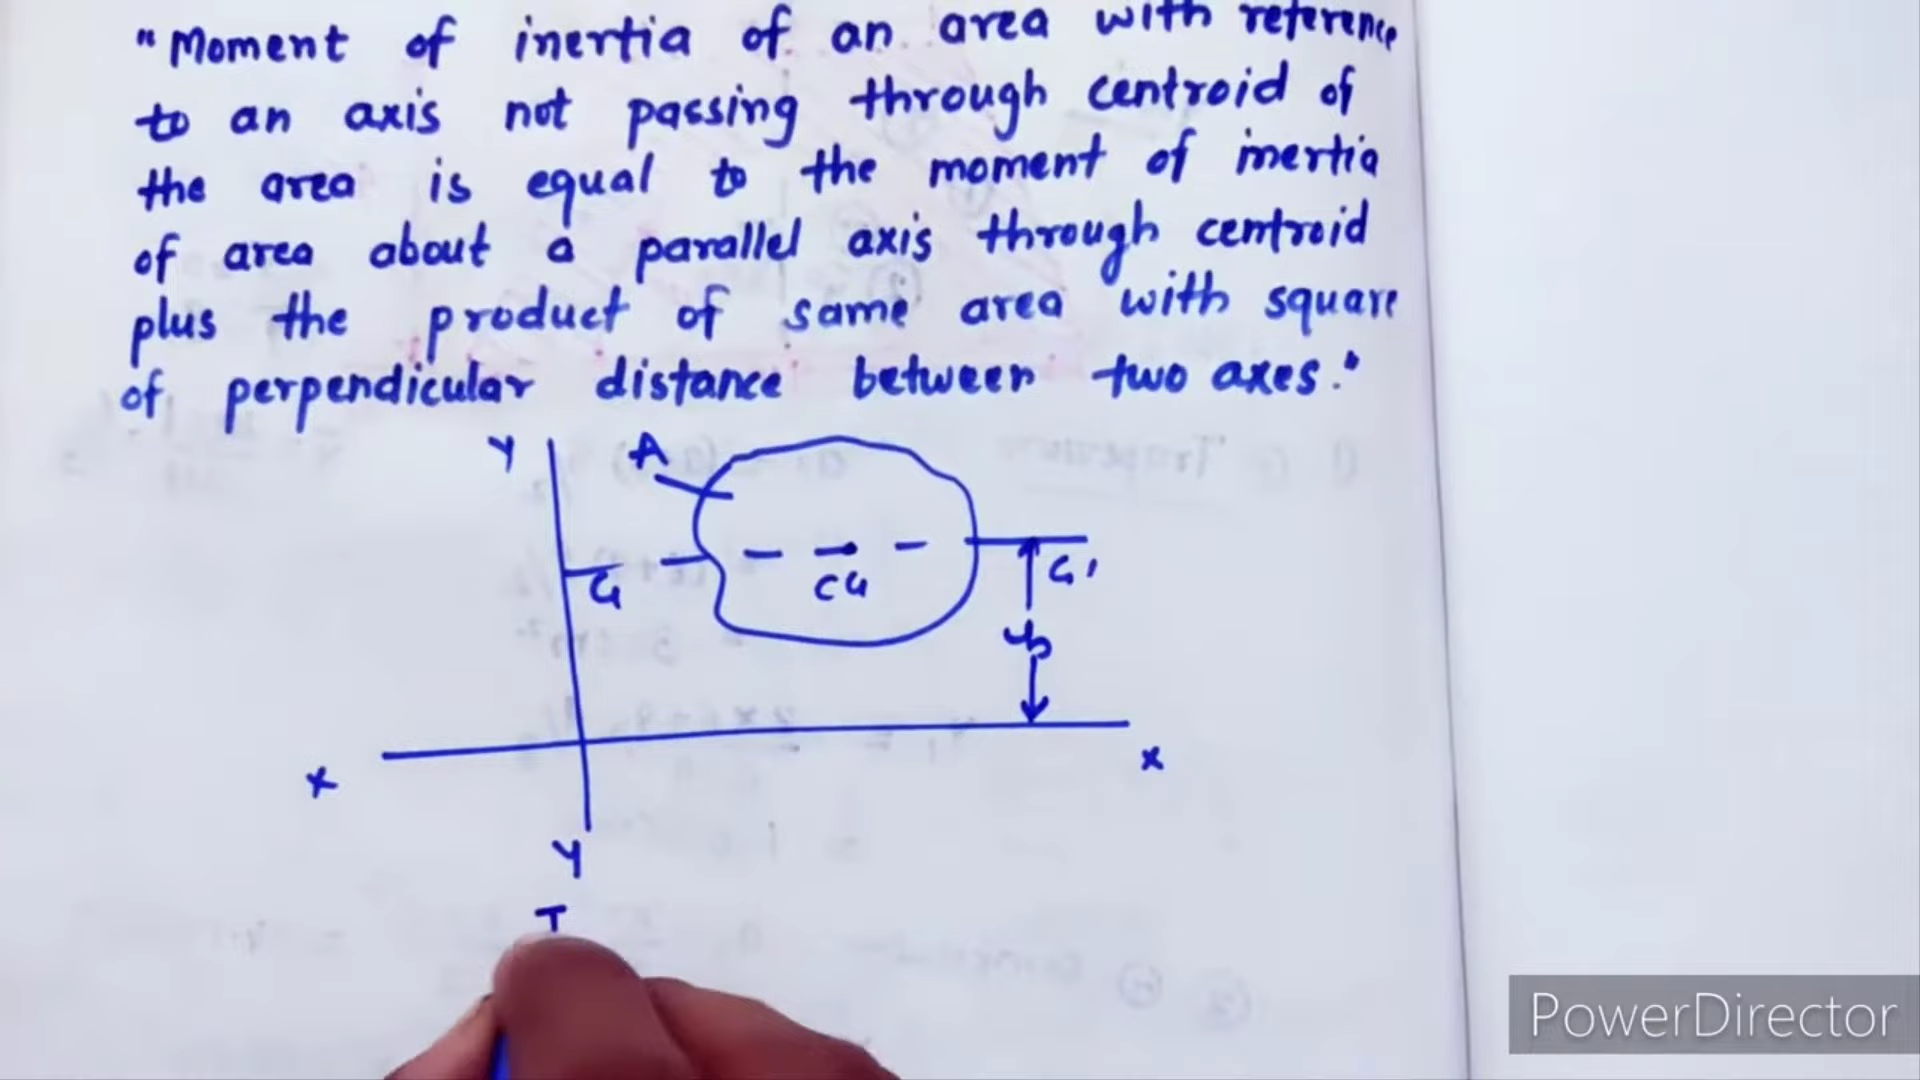 "Moment of inertia of an area with reference
to an axis not passing through centroid of
the area is equal to the moment of inertia
of area about a parallel axis through centroid
plus the product of same area with square
of perpendicular distance between two axes."
Y A
CG
G G'
X X
Y
I
PowerDirector